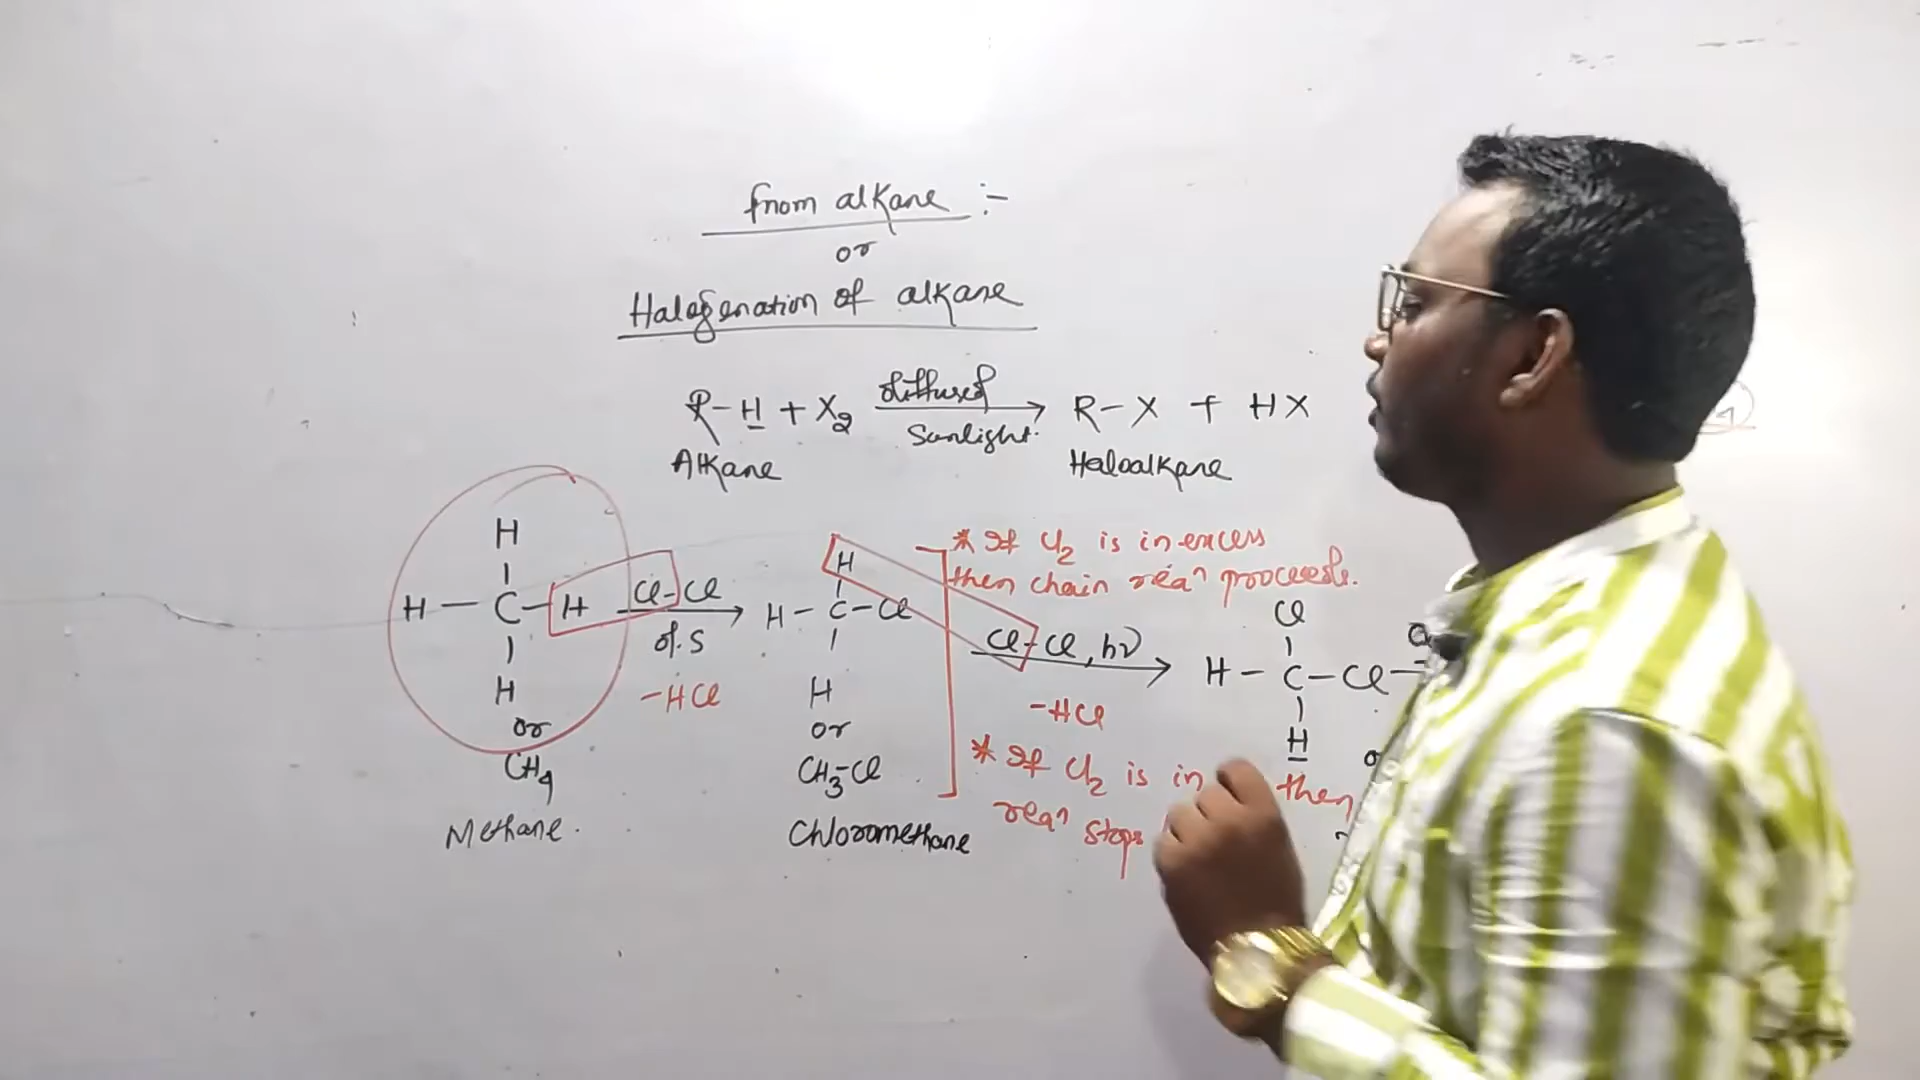 from alkane :-
or
Halogenation of alkane
R-H + X2 diffused Sunlight. R-X + HX
Alkane Haloalkane
H
H - C - H Cl-Cl d.S
H
or
CH4
Methane.
-HCl
H
H - C - Cl
H
or
CH3-Cl
Chloromethane
* If Cl2 is in excess
then chain rean proceeds.
Cl-Cl, hν
-HCl
* If Cl2 is in then
rean stops
Cl
H - C - Cl
H